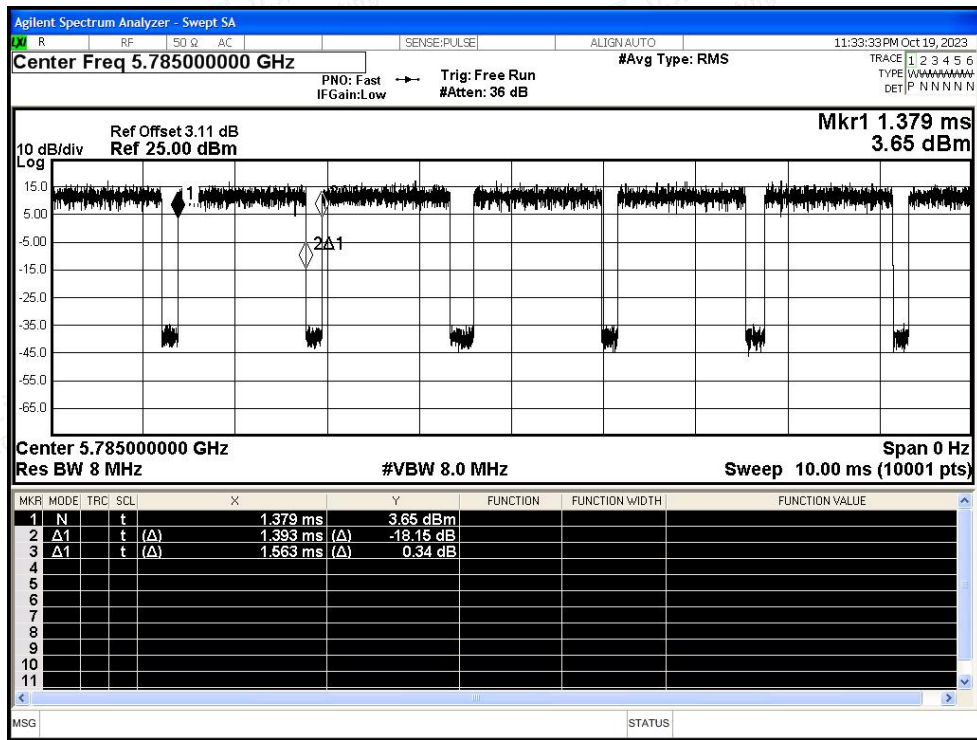 Agilent Spectrum Analyzer - Swept SA
LXI R RF 50 Ω AC SENSE:PULSE ALIGN AUTO 11:33:33 PM Oct 19, 2023
Center Freq 5.785000000 GHz #Avg Type: RMS TRACE 1 2 3 4 5 6
PNO: Fast Trig: Free Run TYPE WWWWWW
IFGain:Low #Atten: 36 dB DET P N N N N N
Mkr1 1.379 ms
Ref Offset 3.11 dB
10 dB/div Ref 25.00 dBm 3.65 dBm
Log
15.0
1
5.00
-5.00
2Δ1
-15.0
-25.0
-35.0
-45.0
-55.0
-65.0
Center 5.785000000 GHz Span 0 Hz
Res BW 8 MHz #VBW 8.0 MHz Sweep 10.00 ms (10001 pts)
MKR MODE TRC SCL X Y FUNCTION FUNCTION WIDTH FUNCTION VALUE
1 N t 1.379 ms 3.65 dBm
2 Δ1 t (Δ) 1.393 ms (Δ) -18.15 dB
3 Δ1 t (Δ) 1.563 ms (Δ) 0.34 dB
4
5
6
7
8
9
10
11
MSG STATUS